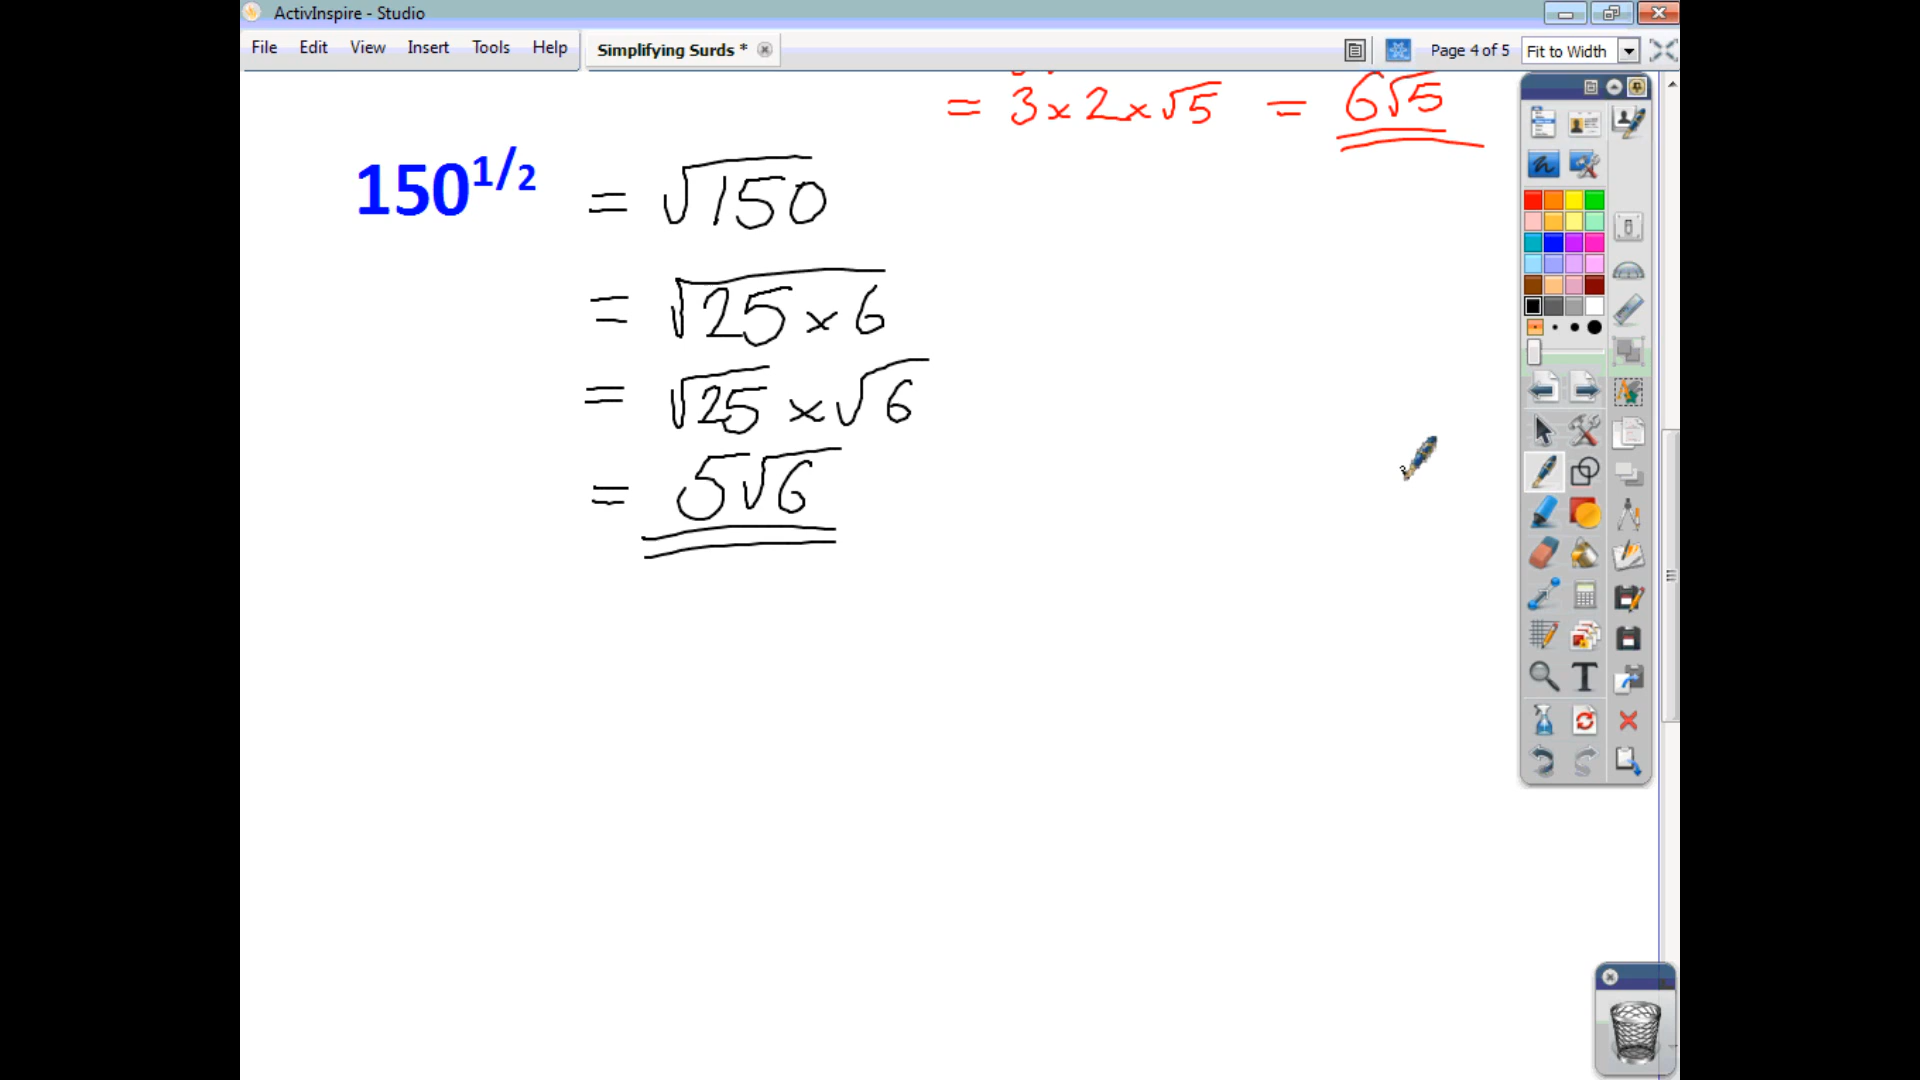 ActivInspire - Studio
File Edit View Insert Tools Help
Simplifying Surds *
Page 4 of 5
Fit to Width
= 3 × 2 × √5 = 6√5
150^1/2 = √150
= √25 × 6
= √25 × √6
= 5√6